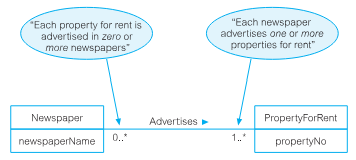 “Each property for rent is
advertised in zero or
more newspapers”
“Each newspaper
advertises one or more
properties for rent”
Newspaper
Advertises ►
PropertyForRent
newspaperName
0..*
1..*
propertyNo